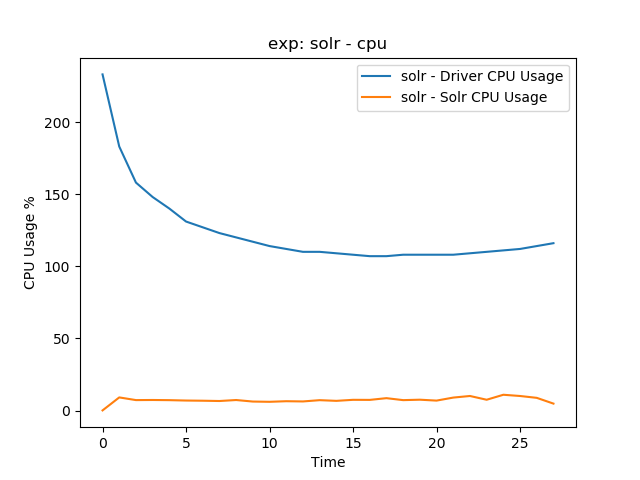 exp: solr - cpu
solr - Driver CPU Usage
solr - Solr CPU Usage
CPU Usage %
200
150
100
50
0
0 5 10 15 20 25
Time